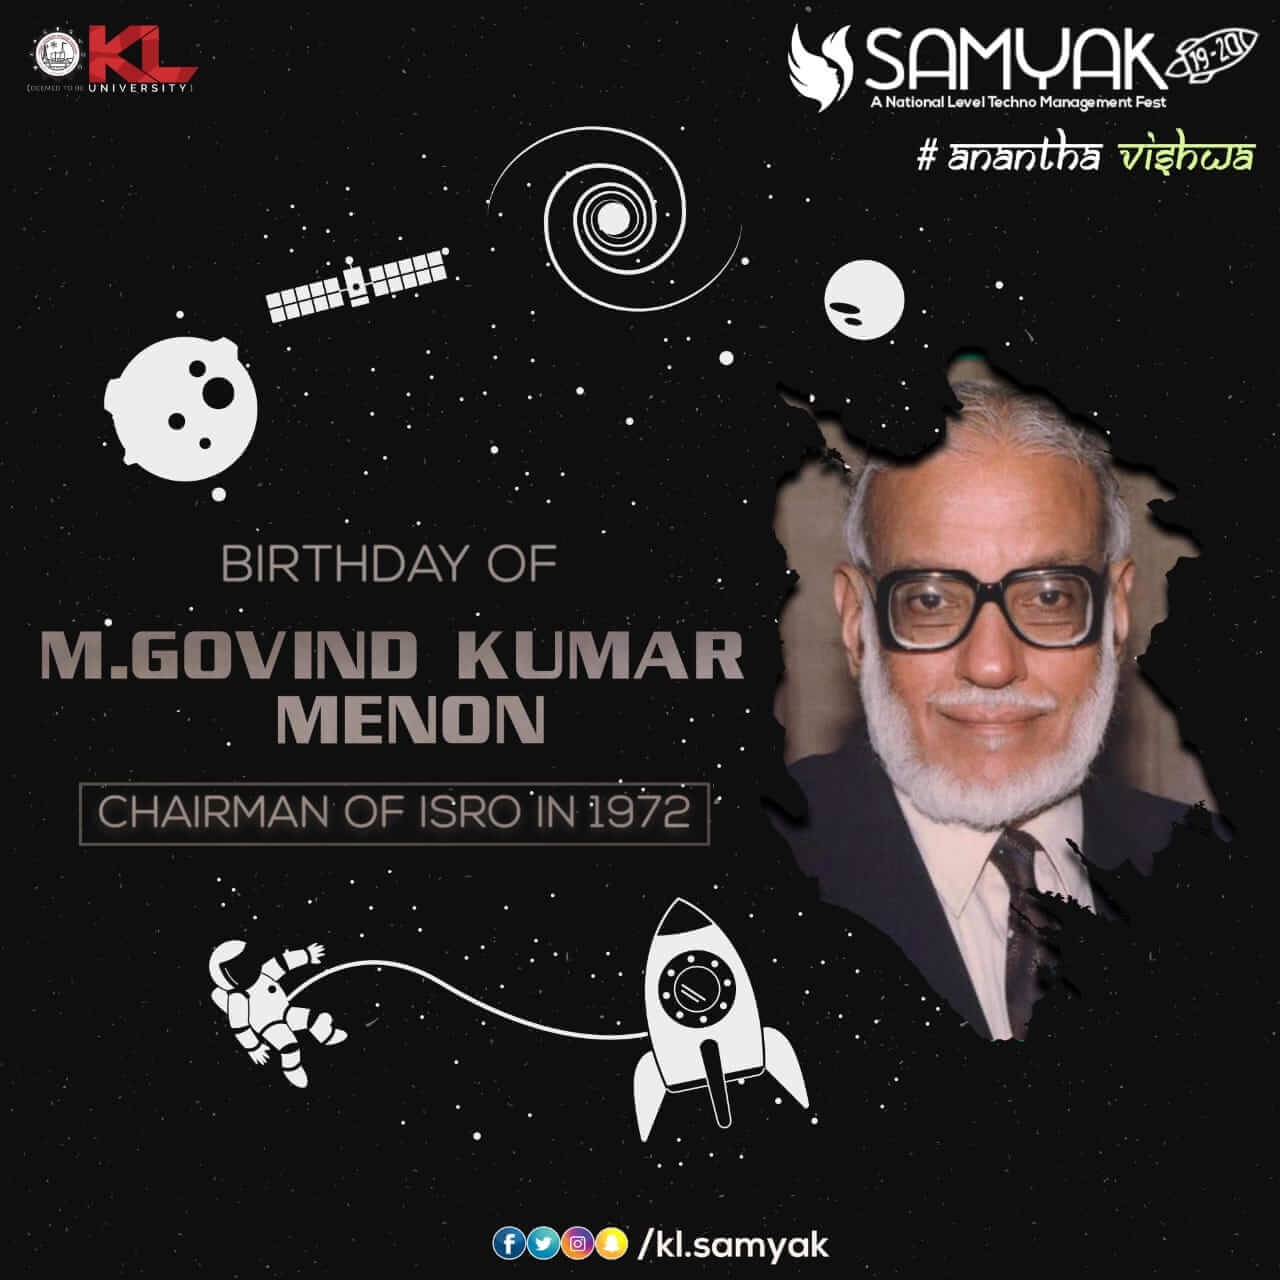 KL
(DEEMED TO BE UNIVERSITY)
SAMYAK 19-20
A National Level Techno Management Fest
# anantha vishwa
BIRTHDAY OF
M.GOVIND KUMAR
MENON
CHAIRMAN OF ISRO IN 1972
/kl.samyak